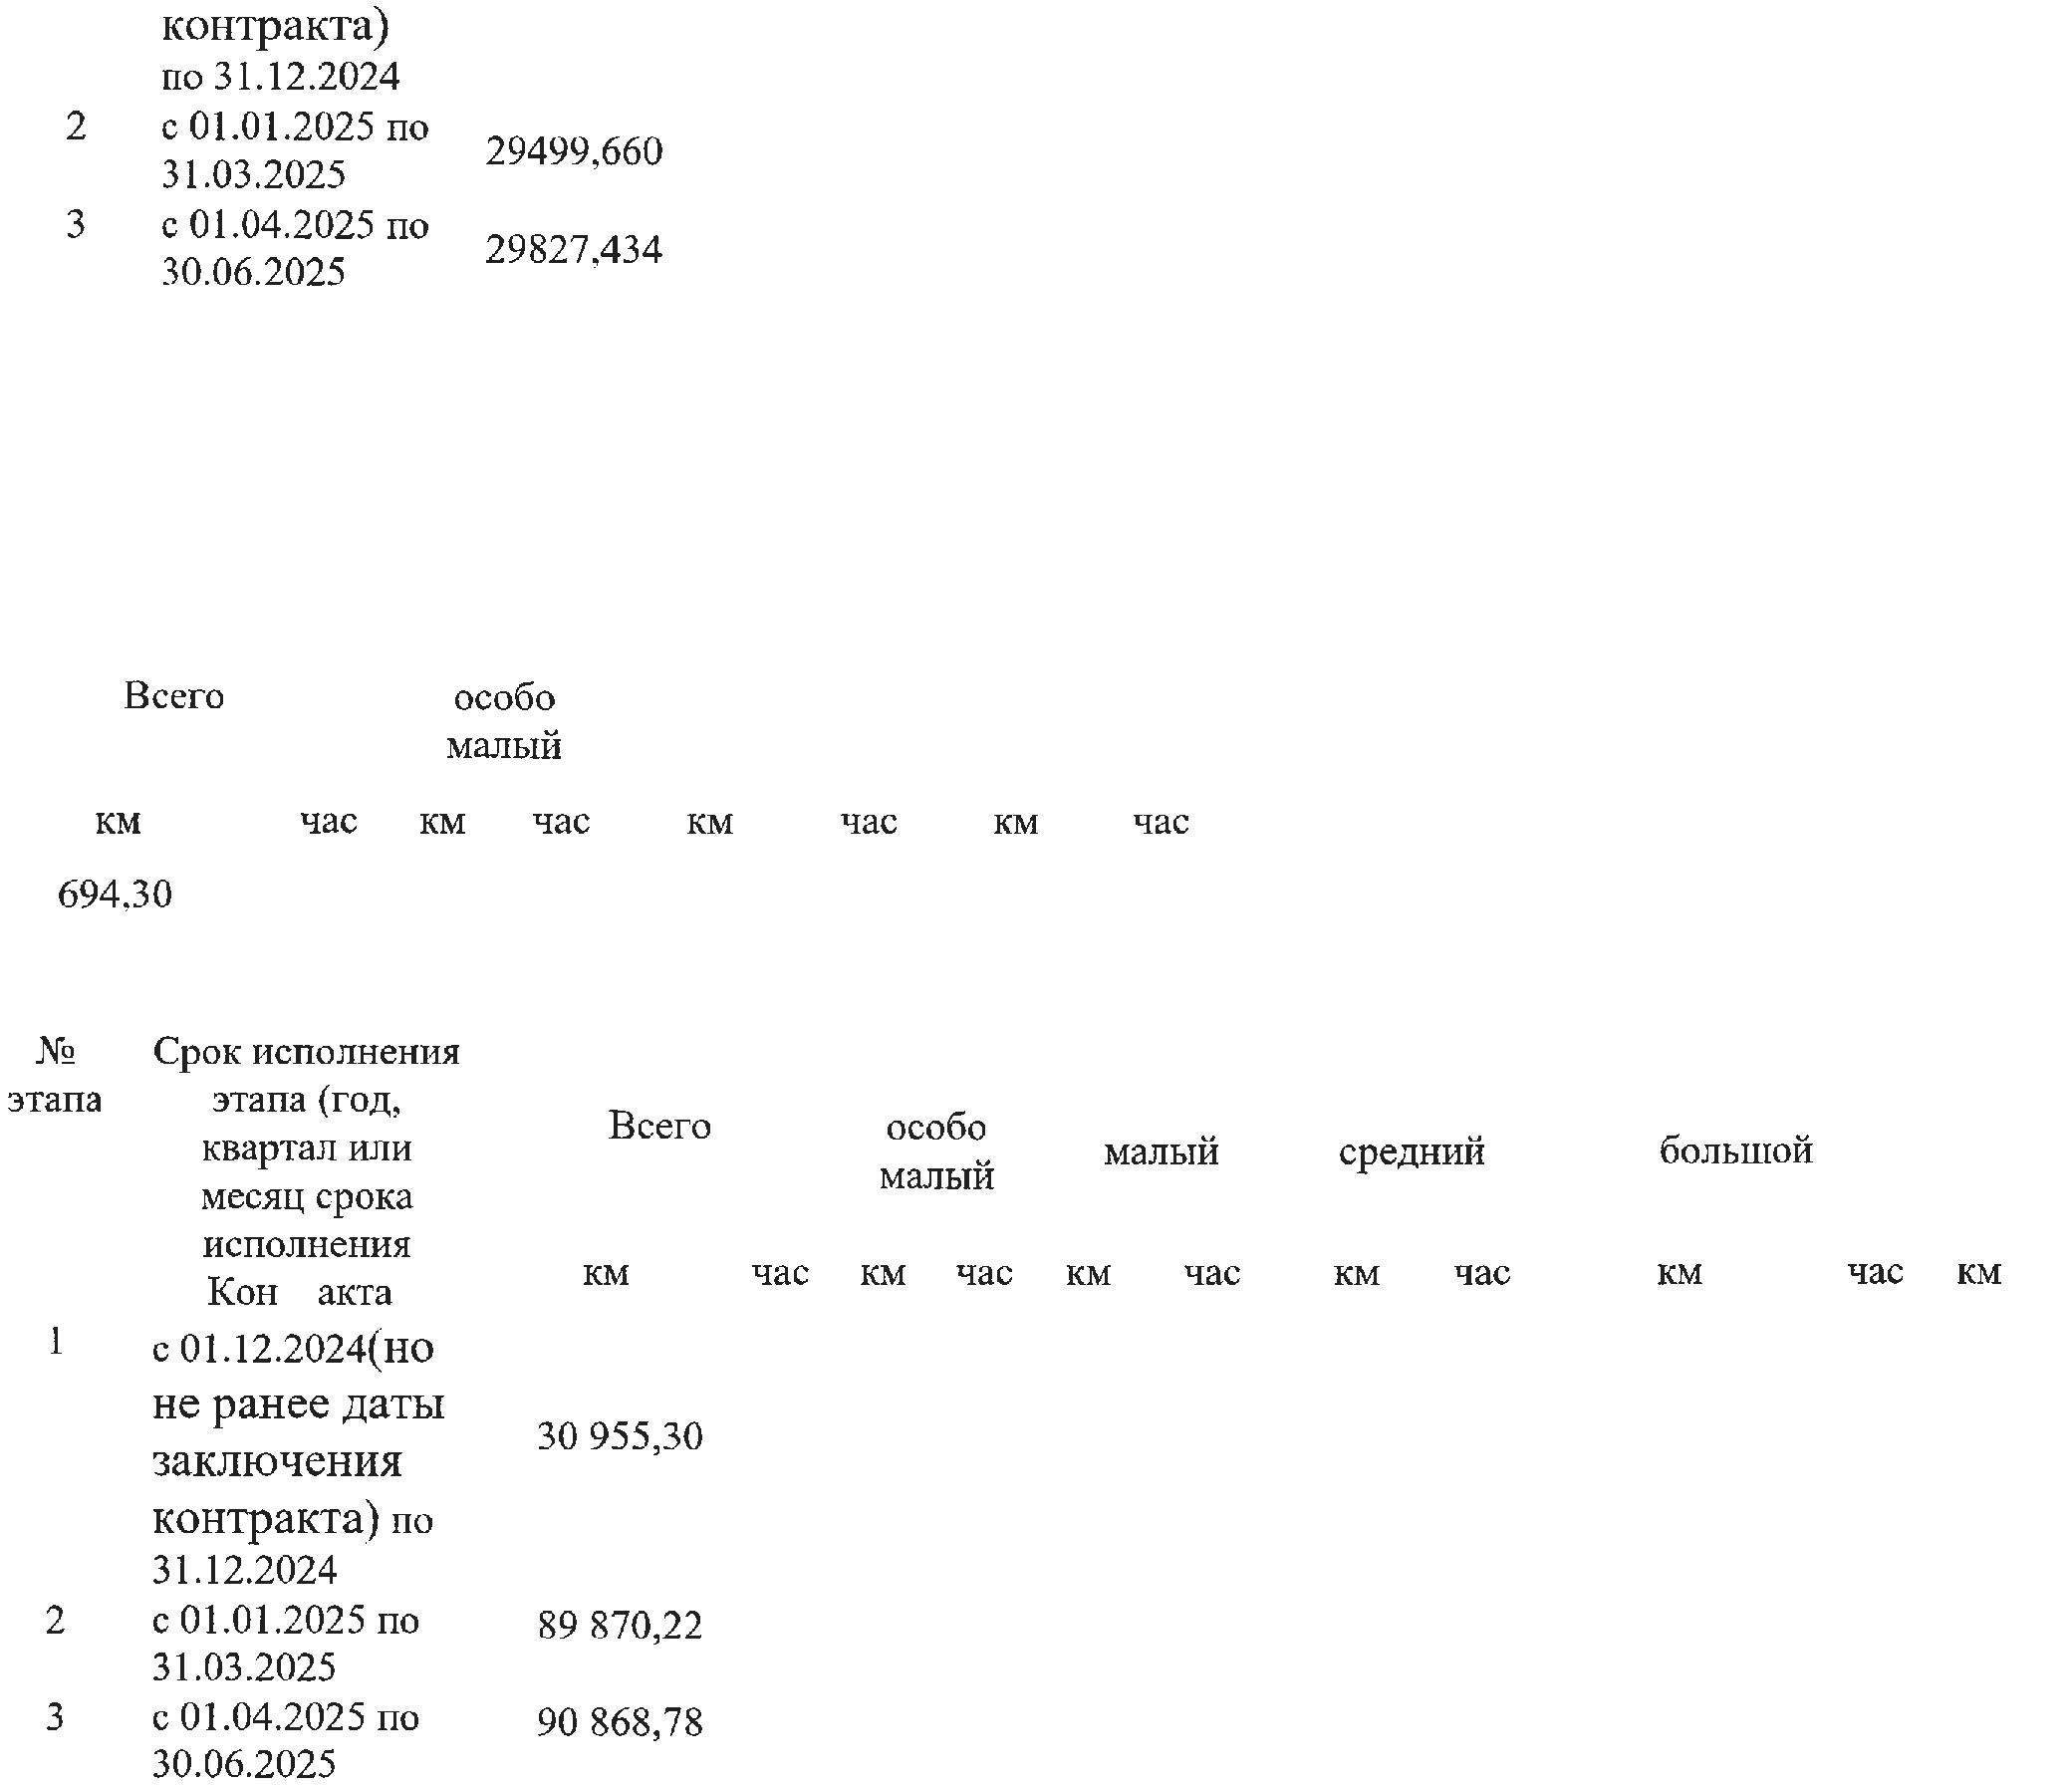 контракта)
по 31.12.2024
2 с 01.01.2025 по
31.03.2025
29499,660
3 с 01.04.2025 по
30.06.2025
29827,434
Всего особо
малый
км час км час км час км час
694,30
№ Срок исполнения
этапа этапа (год,
квартал или
месяц срока
исполнения
Кон акта
Всего особо
малый малый средний большой
км час км час км час км час км час км
1 с 01.12.2024(но
не ранее даты
заключения
контракта) по
31.12.2024
30 955,30
2 с 01.01.2025 по
31.03.2025
89 870,22
3 с 01.04.2025 по
30.06.2025
90 868,78